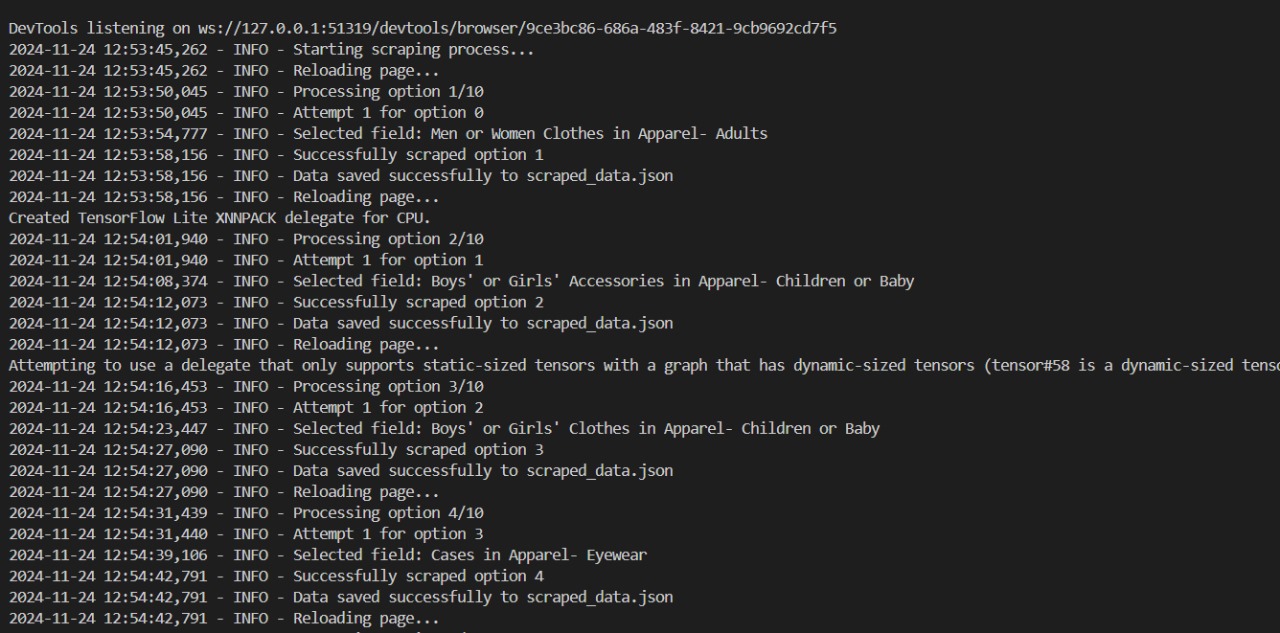 DevTools listening on ws://127.0.0.1:51319/devtools/browser/9ce3bc86-686a-483f-8421-9cb9692cd7f5
2024-11-24 12:53:45,262 - INFO - Starting scraping process...
2024-11-24 12:53:45,262 - INFO - Reloading page...
2024-11-24 12:53:50,045 - INFO - Processing option 1/10
2024-11-24 12:53:50,045 - INFO - Attempt 1 for option 0
2024-11-24 12:53:54,777 - INFO - Selected field: Men or Women Clothes in Apparel- Adults
2024-11-24 12:53:58,156 - INFO - Successfully scraped option 1
2024-11-24 12:53:58,156 - INFO - Data saved successfully to scraped_data.json
2024-11-24 12:53:58,156 - INFO - Reloading page...
Created TensorFlow Lite XNNPACK delegate for CPU.
2024-11-24 12:54:01,940 - INFO - Processing option 2/10
2024-11-24 12:54:01,940 - INFO - Attempt 1 for option 1
2024-11-24 12:54:08,374 - INFO - Selected field: Boys' or Girls' Accessories in Apparel- Children or Baby
2024-11-24 12:54:12,073 - INFO - Successfully scraped option 2
2024-11-24 12:54:12,073 - INFO - Data saved successfully to scraped_data.json
2024-11-24 12:54:12,073 - INFO - Reloading page...
Attempting to use a delegate that only supports static-sized tensors with a graph that has dynamic-sized tensors (tensor#58 is a dynamic-sized tenso
2024-11-24 12:54:16,453 - INFO - Processing option 3/10
2024-11-24 12:54:16,453 - INFO - Attempt 1 for option 2
2024-11-24 12:54:23,447 - INFO - Selected field: Boys' or Girls' Clothes in Apparel- Children or Baby
2024-11-24 12:54:27,090 - INFO - Successfully scraped option 3
2024-11-24 12:54:27,090 - INFO - Data saved successfully to scraped_data.json
2024-11-24 12:54:27,090 - INFO - Reloading page...
2024-11-24 12:54:31,439 - INFO - Processing option 4/10
2024-11-24 12:54:31,440 - INFO - Attempt 1 for option 3
2024-11-24 12:54:39,106 - INFO - Selected field: Cases in Apparel- Eyewear
2024-11-24 12:54:42,791 - INFO - Successfully scraped option 4
2024-11-24 12:54:42,791 - INFO - Data saved successfully to scraped_data.json
2024-11-24 12:54:42,791 - INFO - Reloading page...